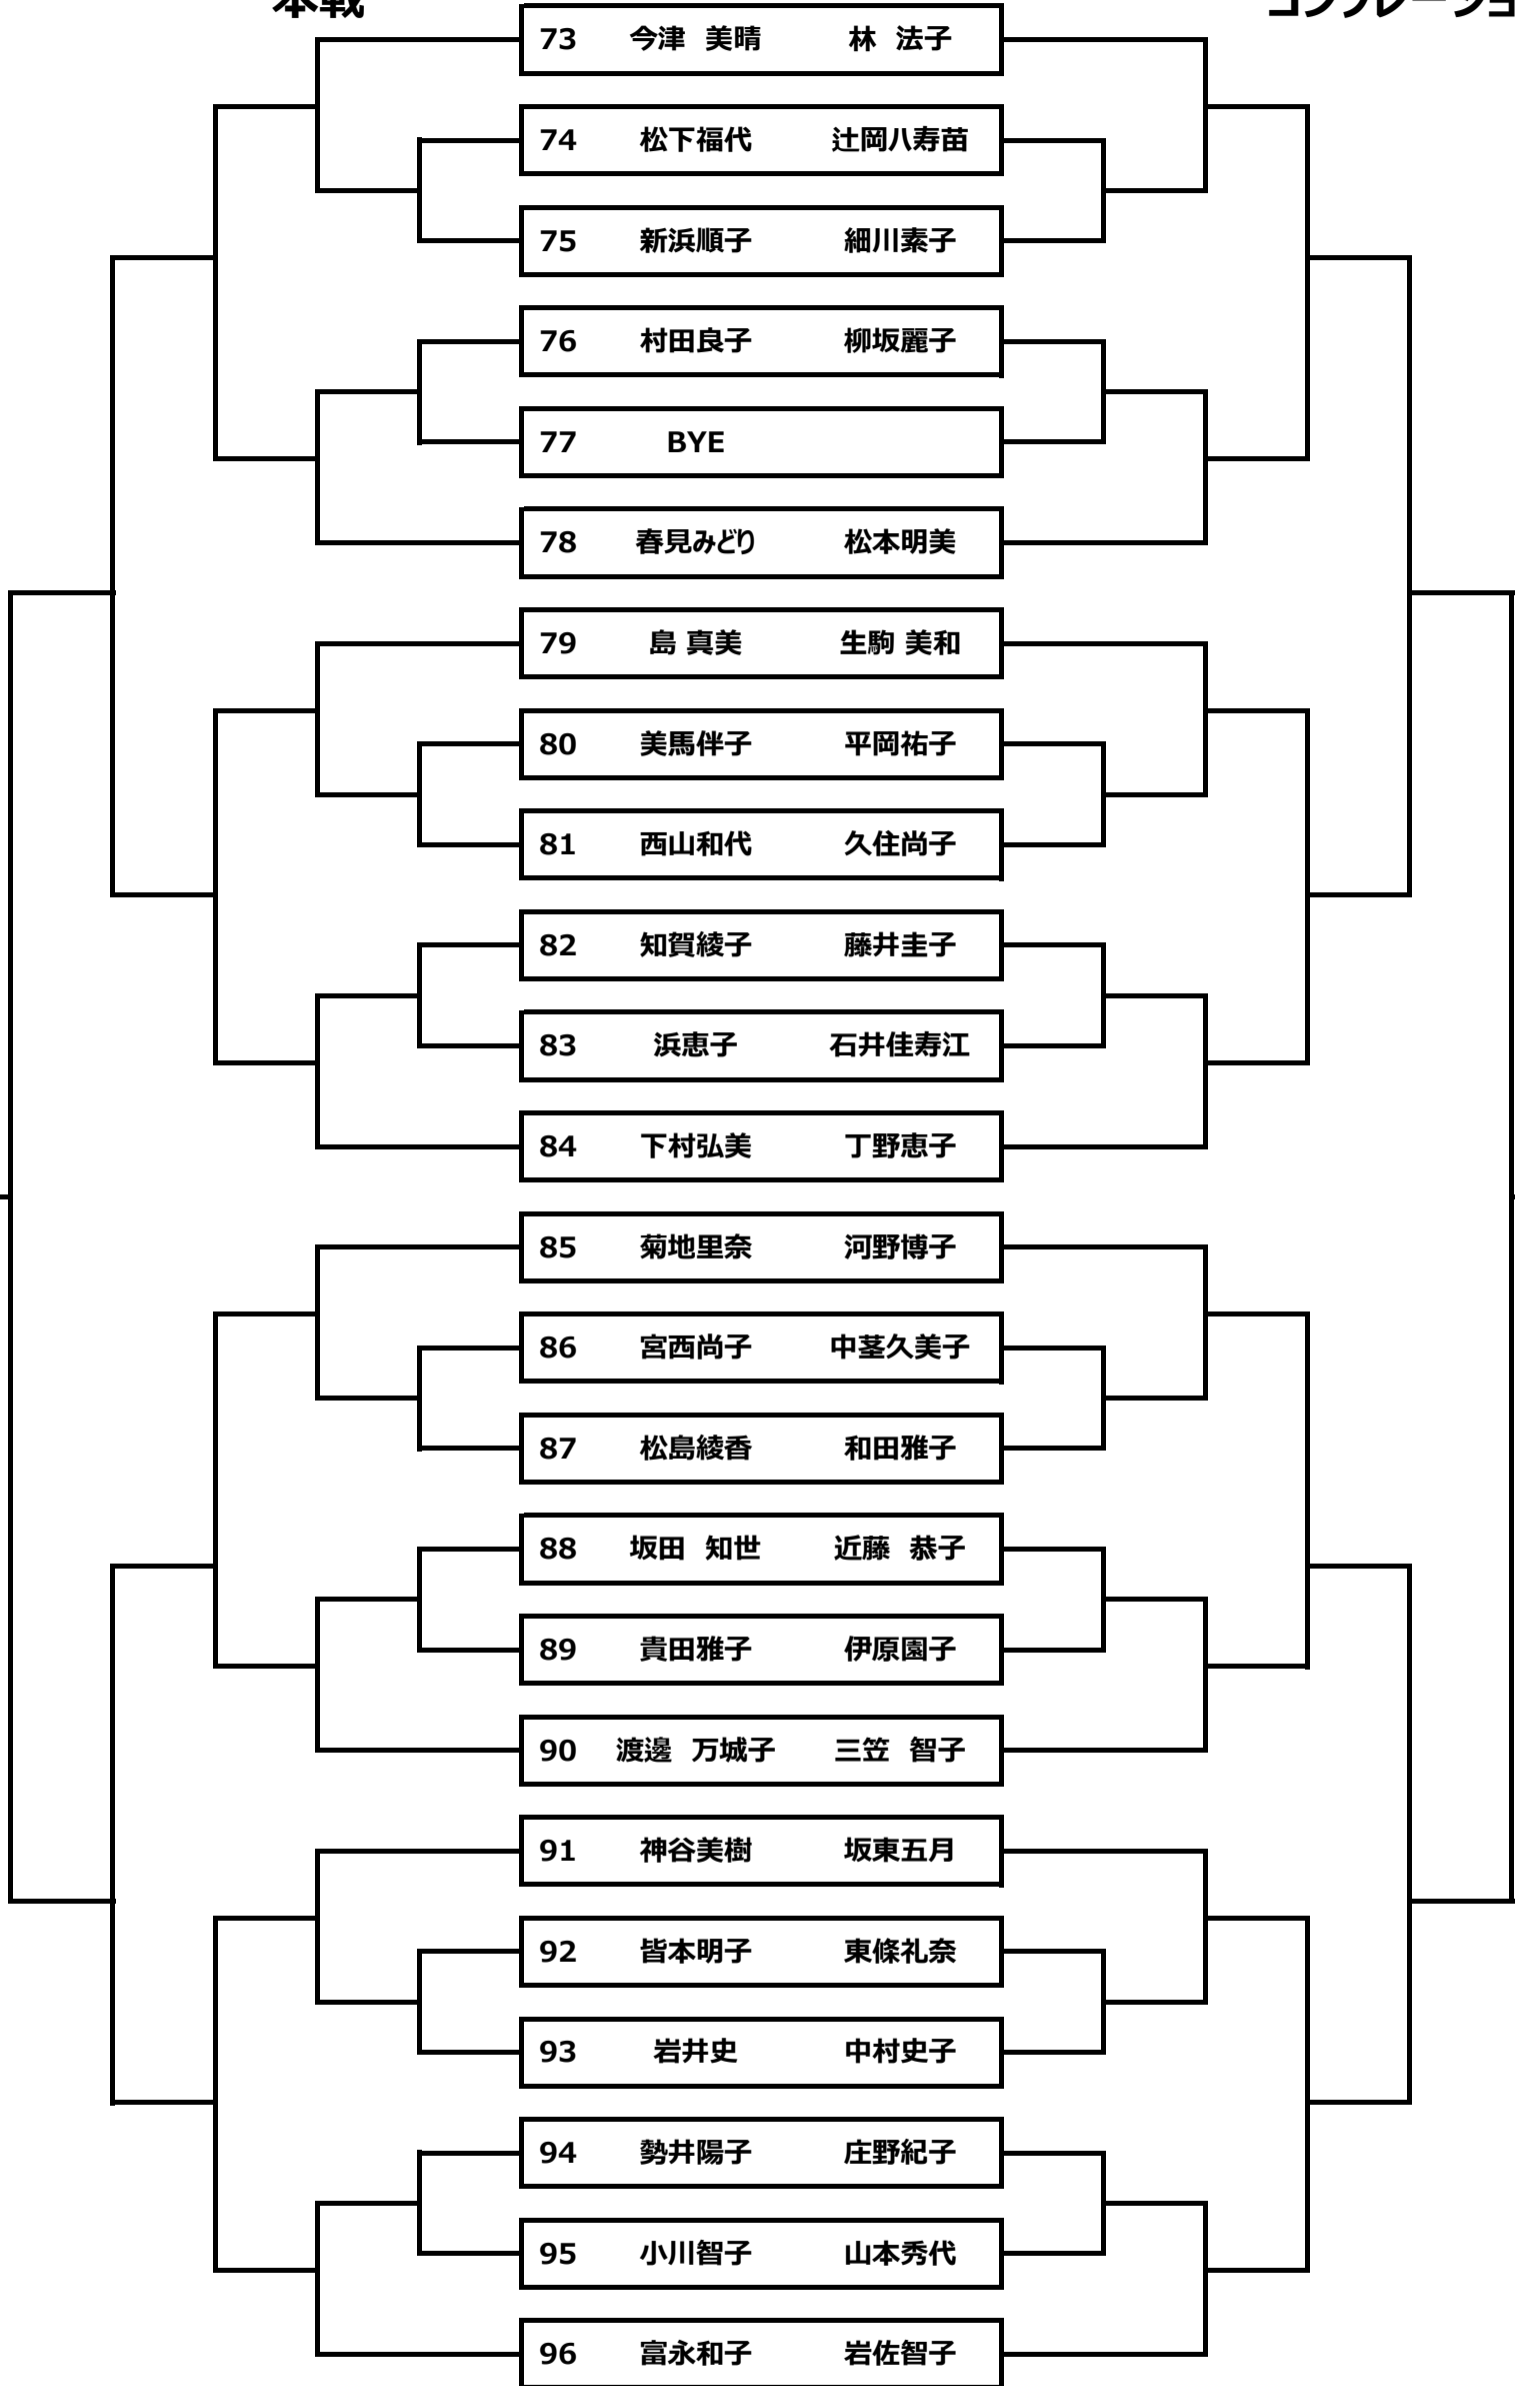 本戦 コンソレーショ
73 今津 美晴 林 法子
74 松下福代 辻岡八寿苗
75 新浜順子 細川素子
76 村田良子 柳坂麗子
77 BYE
78 春見みどり 松本明美
79 島 真美 生駒 美和
80 美馬伴子 平岡祐子
81 西山和代 久住尚子
82 知賀綾子 藤井圭子
83 浜恵子 石井佳寿江
84 下村弘美 丁野恵子
85 菊地里奈 河野博子
86 宮西尚子 中茎久美子
87 松島綾香 和田雅子
88 坂田 知世 近藤 恭子
89 貴田雅子 伊原園子
90 渡邊 万城子 三笠 智子
91 神谷美樹 坂東五月
92 皆本明子 東條礼奈
93 岩井史 中村史子
94 勢井陽子 庄野紀子
95 小川智子 山本秀代
96 富永和子 岩佐智子